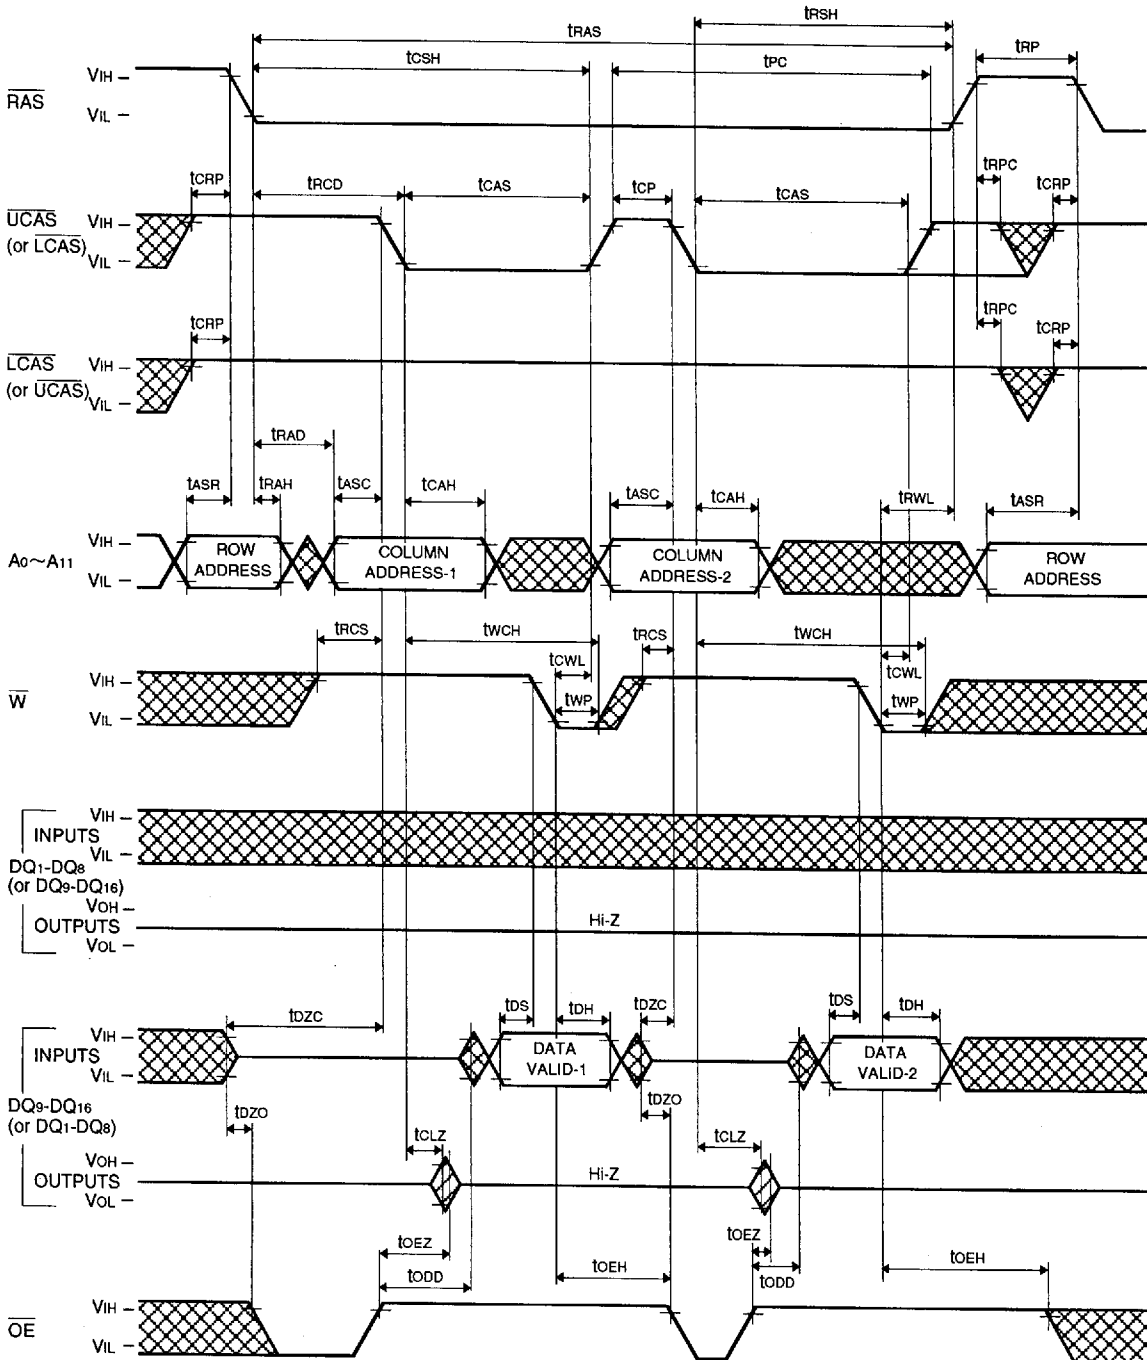 tRSH
tRAS
tCSH tPC tRP
RAS VIH
VIL
tCRP tRCD tCAS tCP tCAS tRPC tCRP
UCAS VIH
(or LCAS) VIL
tCRP tRPC tCRP
LCAS VIH
(or UCAS) VIL
tRAD
tASR tRAH tASC tCAH tASC tCAH tRWL tASR
A0~A11 VIH
VIL
ROW ADDRESS
COLUMN ADDRESS-1
COLUMN ADDRESS-2
ROW ADDRESS
tRCS tWCH tRCS tWCH
tCWL tCWL
tWP tWP
W VIH
VIL
VIH
INPUTS
VIL
DQ1-DQ8
(or DQ9-DQ16)
VOH
OUTPUTS Hi-Z
VOL
tDZC tDS tDH tDZC tDS tDH
VIH
INPUTS
VIL
DATA VALID-1
DATA VALID-2
DQ9-DQ16
(or DQ1-DQ8)
tDZO tDZO
tCLZ tCLZ
VOH
OUTPUTS Hi-Z
VOL
tOEZ tOEZ
tODD tOEH tODD tOEH
OE VIH
VIL